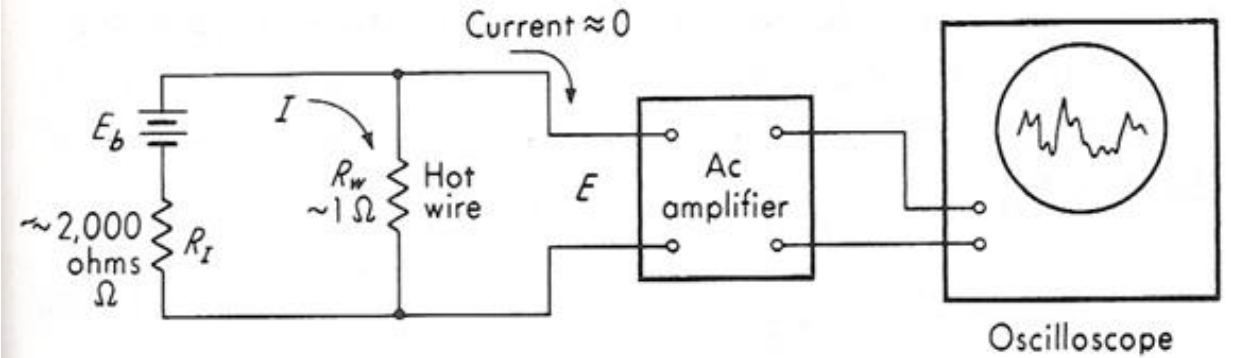 Current ≈ 0
I
E_b
R_w
~1 Ω
Hot
wire
E
Ac
amplifier
≈2,000
ohms
Ω
R_I
Oscilloscope